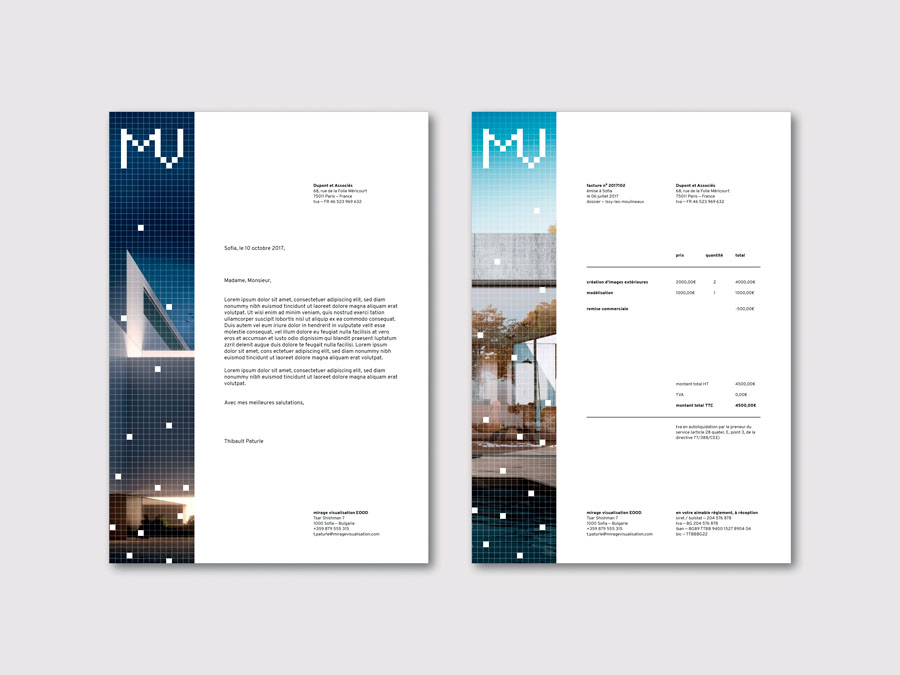 MV
Dupont et Associés
68, rue de la Folie Méricourt
75011 Paris – France
tva – FR 46 523 969 632
Sofia, le 10 octobre 2017,
Madame, Monsieur,
Lorem ipsum dolor sit amet, consectetuer adipiscing elit, sed diam
nonummy nibh euismod tincidunt ut laoreet dolore magna aliquam erat
volutpat. Ut wisi enim ad minim veniam, quis nostrud exerci tation
ullamcorper suscipit lobortis nisl ut aliquip ex ea commodo consequat.
Duis autem vel eum iriure dolor in hendrerit in vulputate velit esse
molestie consequat, vel illum dolore eu feugiat nulla facilisis at vero
eros et accumsan et iusto odio dignissim qui blandit praesent luptatum
zzril delenit augue duis dolore te feugait nulla facilisi. Lorem ipsum
dolor sit amet, cons ectetuer adipiscing elit, sed diam nonummy nibh
euismod tincidunt ut laoreet dolore magna aliquam erat volutpat.
Lorem ipsum dolor sit amet, consectetuer adipiscing elit, sed diam
nonummy nibh euismod tincidunt ut laoreet dolore magna aliquam erat
volutpat.
Avec mes meilleures salutations,
Thibault Paturle
mirage visualisation EOOD
Tsar Shishman 7
1000 Sofia – Bulgarie
+359 879 555 315
t.paturle@miragevisualisation.com
MV
facture n° 2017/02
émise à Sofia
le 06 juillet 2017
dossier – Issy-les-moulineaux
Dupont et Associés
68, rue de la Folie Méricourt
75011 Paris – France
tva – FR 46 523 969 632
prix quantité total
création d'images extérieures 2000,00€ 2 4000,00€
modélisation 1000,00€ 1 1000,00€
remise commerciale -500,00€
montant total HT 4500,00€
TVA 0,00€
montant total TTC 4500,00€
tva en autoliquidation par le preneur du
service (article 28 quater, E, point 3, de la
directive 77/388/CEE)
mirage visualisation EOOD
Tsar Shishman 7
1000 Sofia – Bulgarie
+359 879 555 315
t.paturle@miragevisualisation.com
en votre aimable règlement, à réception
siret / bulstat – 204 576 878
tva – BG 204 576 878
iban – BG89 TTBB 9400 1527 8904 06
bic – TTBBBG22